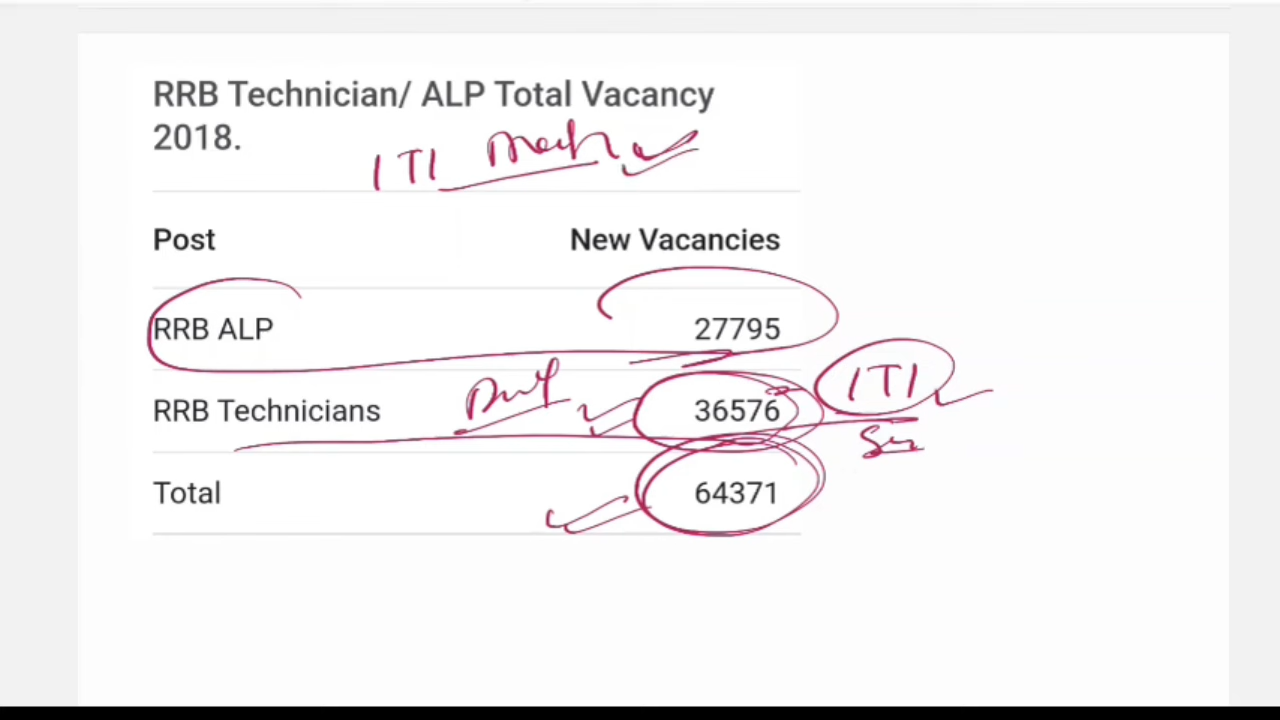 RRB Technician/ ALP Total Vacancy
2018.
ITI Mech
Post New Vacancies
RRB ALP 27795
RRB Technicians 36576 ITI
Total 64371